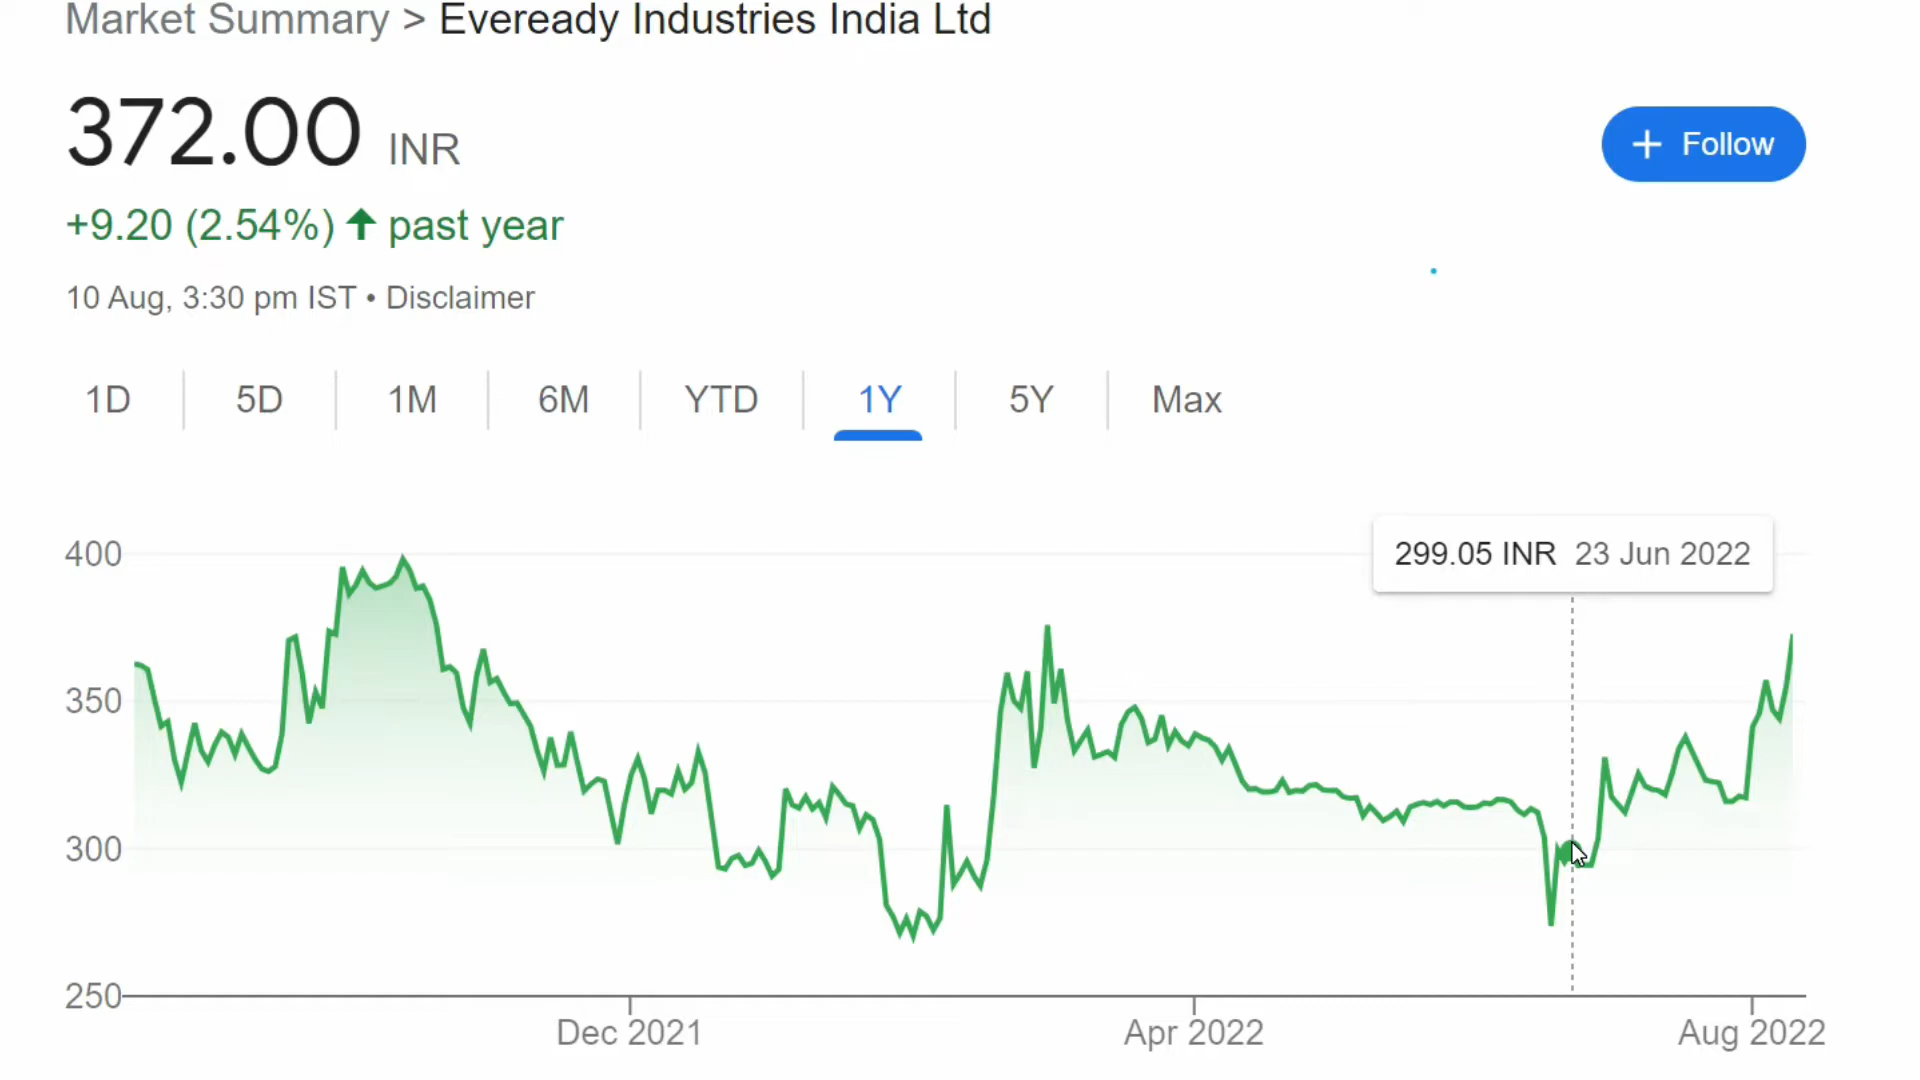 Market Summary > Eveready Industries India Ltd
372.00 INR
+ Follow
+9.20 (2.54%) ↑ past year
10 Aug, 3:30 pm IST • Disclaimer
1D 5D 1M 6M YTD 1Y 5Y Max
299.05 INR 23 Jun 2022
400
350
300
250
Dec 2021 Apr 2022 Aug 2022